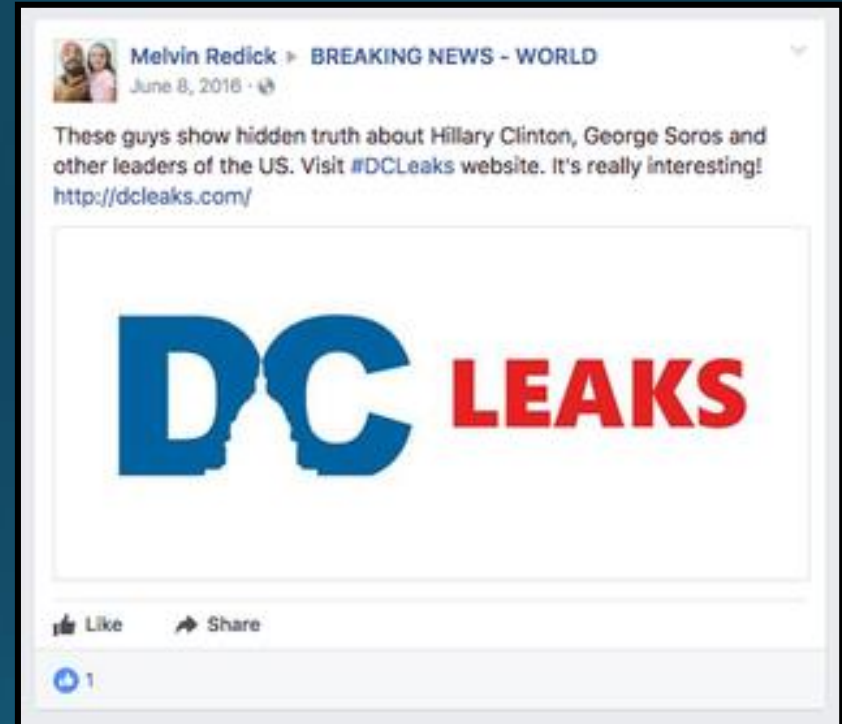 Melvin Redick ▸ BREAKING NEWS - WORLD
June 8, 2016 ·
These guys show hidden truth about Hillary Clinton, George Soros and
other leaders of the US. Visit #DCLeaks website. It's really interesting!
http://dcleaks.com/
DC LEAKS
Like Share
1